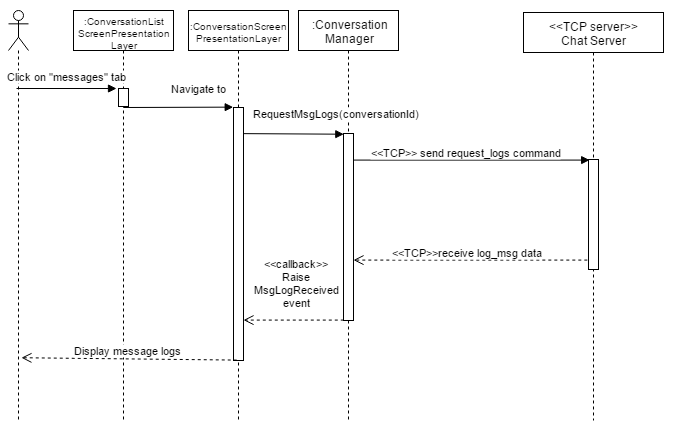 :ConversationList
ScreenPresentation
Layer
:ConversationScreen
PresentationLayer
:Conversation
Manager
<<TCP server>>
Chat Server
Click on "messages" tab
Navigate to
RequestMsgLogs(conversationId)
<<TCP>> send request_logs command
<<TCP>>receive log_msg data
<<callback>>
Raise
MsgLogReceived
event
Display message logs